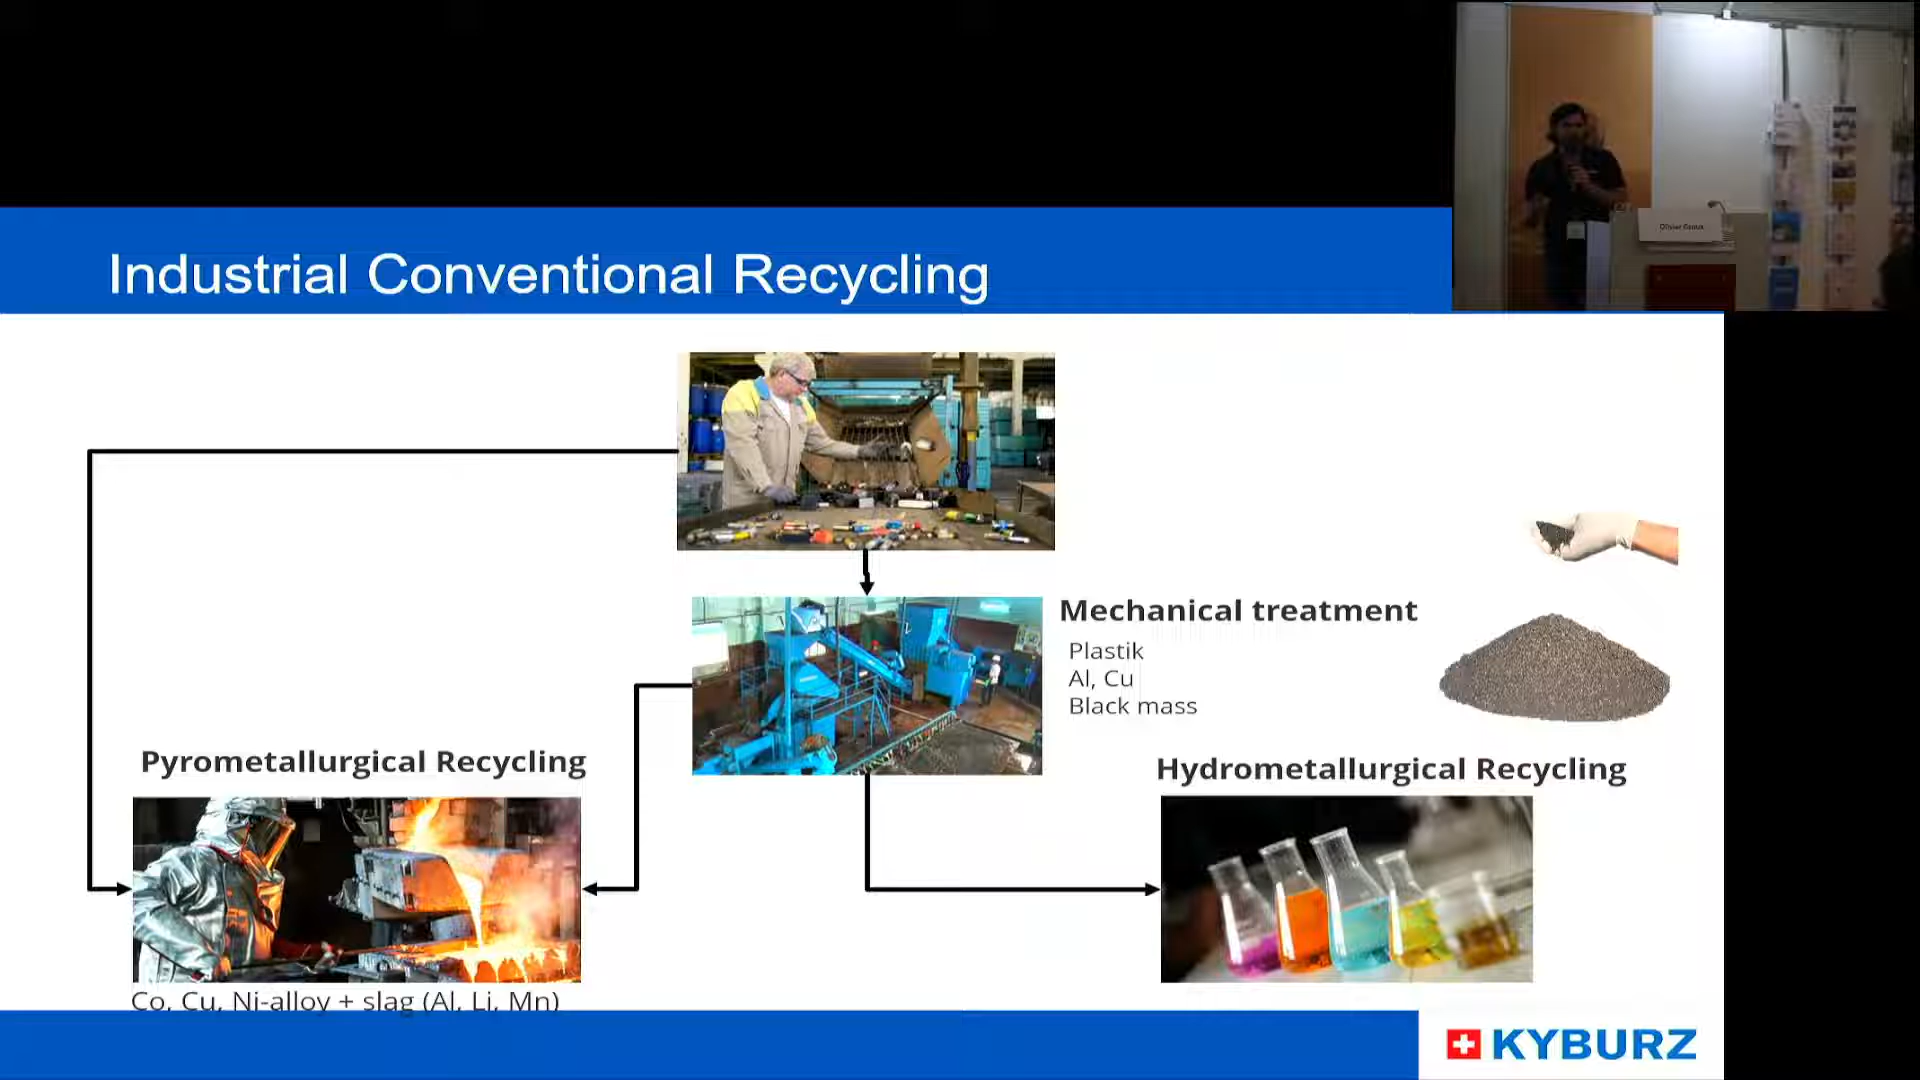 Industrial Conventional Recycling
Mechanical treatment
Plastik
Al, Cu
Black mass
Pyrometallurgical Recycling
Hydrometallurgical Recycling
Co, Cu, Ni-alloy + slag (Al, Li, Mn)
KYBURZ